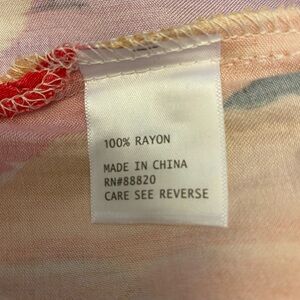 100% RAYON
MADE IN CHINA
RN#88820
CARE SEE REVERSE